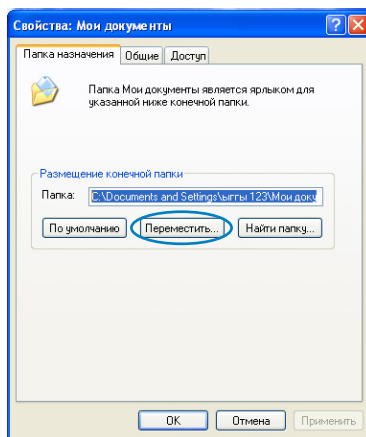 Свойства: Мои документы
Папка назначения Общие Доступ
Папка Мои документы является ярлыком для
указанной ниже конечной папки.
Размещение конечной папки
Папка: C:\Documents and Settings\ыггы 123\Мои доку
По умолчанию Переместить... Найти папку...
OK Отмена Применить